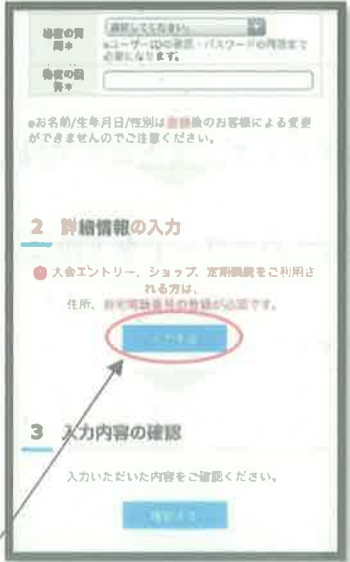 秘密の質
問＊
選択してください。
※ユーザーIDの確認・パスワードの再設定で
必要になります。
秘密の回
答＊
※お名前/生年月日/性別は登録後のお客様による変更
ができませんのでご注意ください。
2 詳細情報の入力
大会エントリー、ショップ、定期購読をご利用さ
れる方は、
住所、自宅電話番号の登録が必要です。
3 入力内容の確認
入力いただいた内容をご確認ください。
確認する